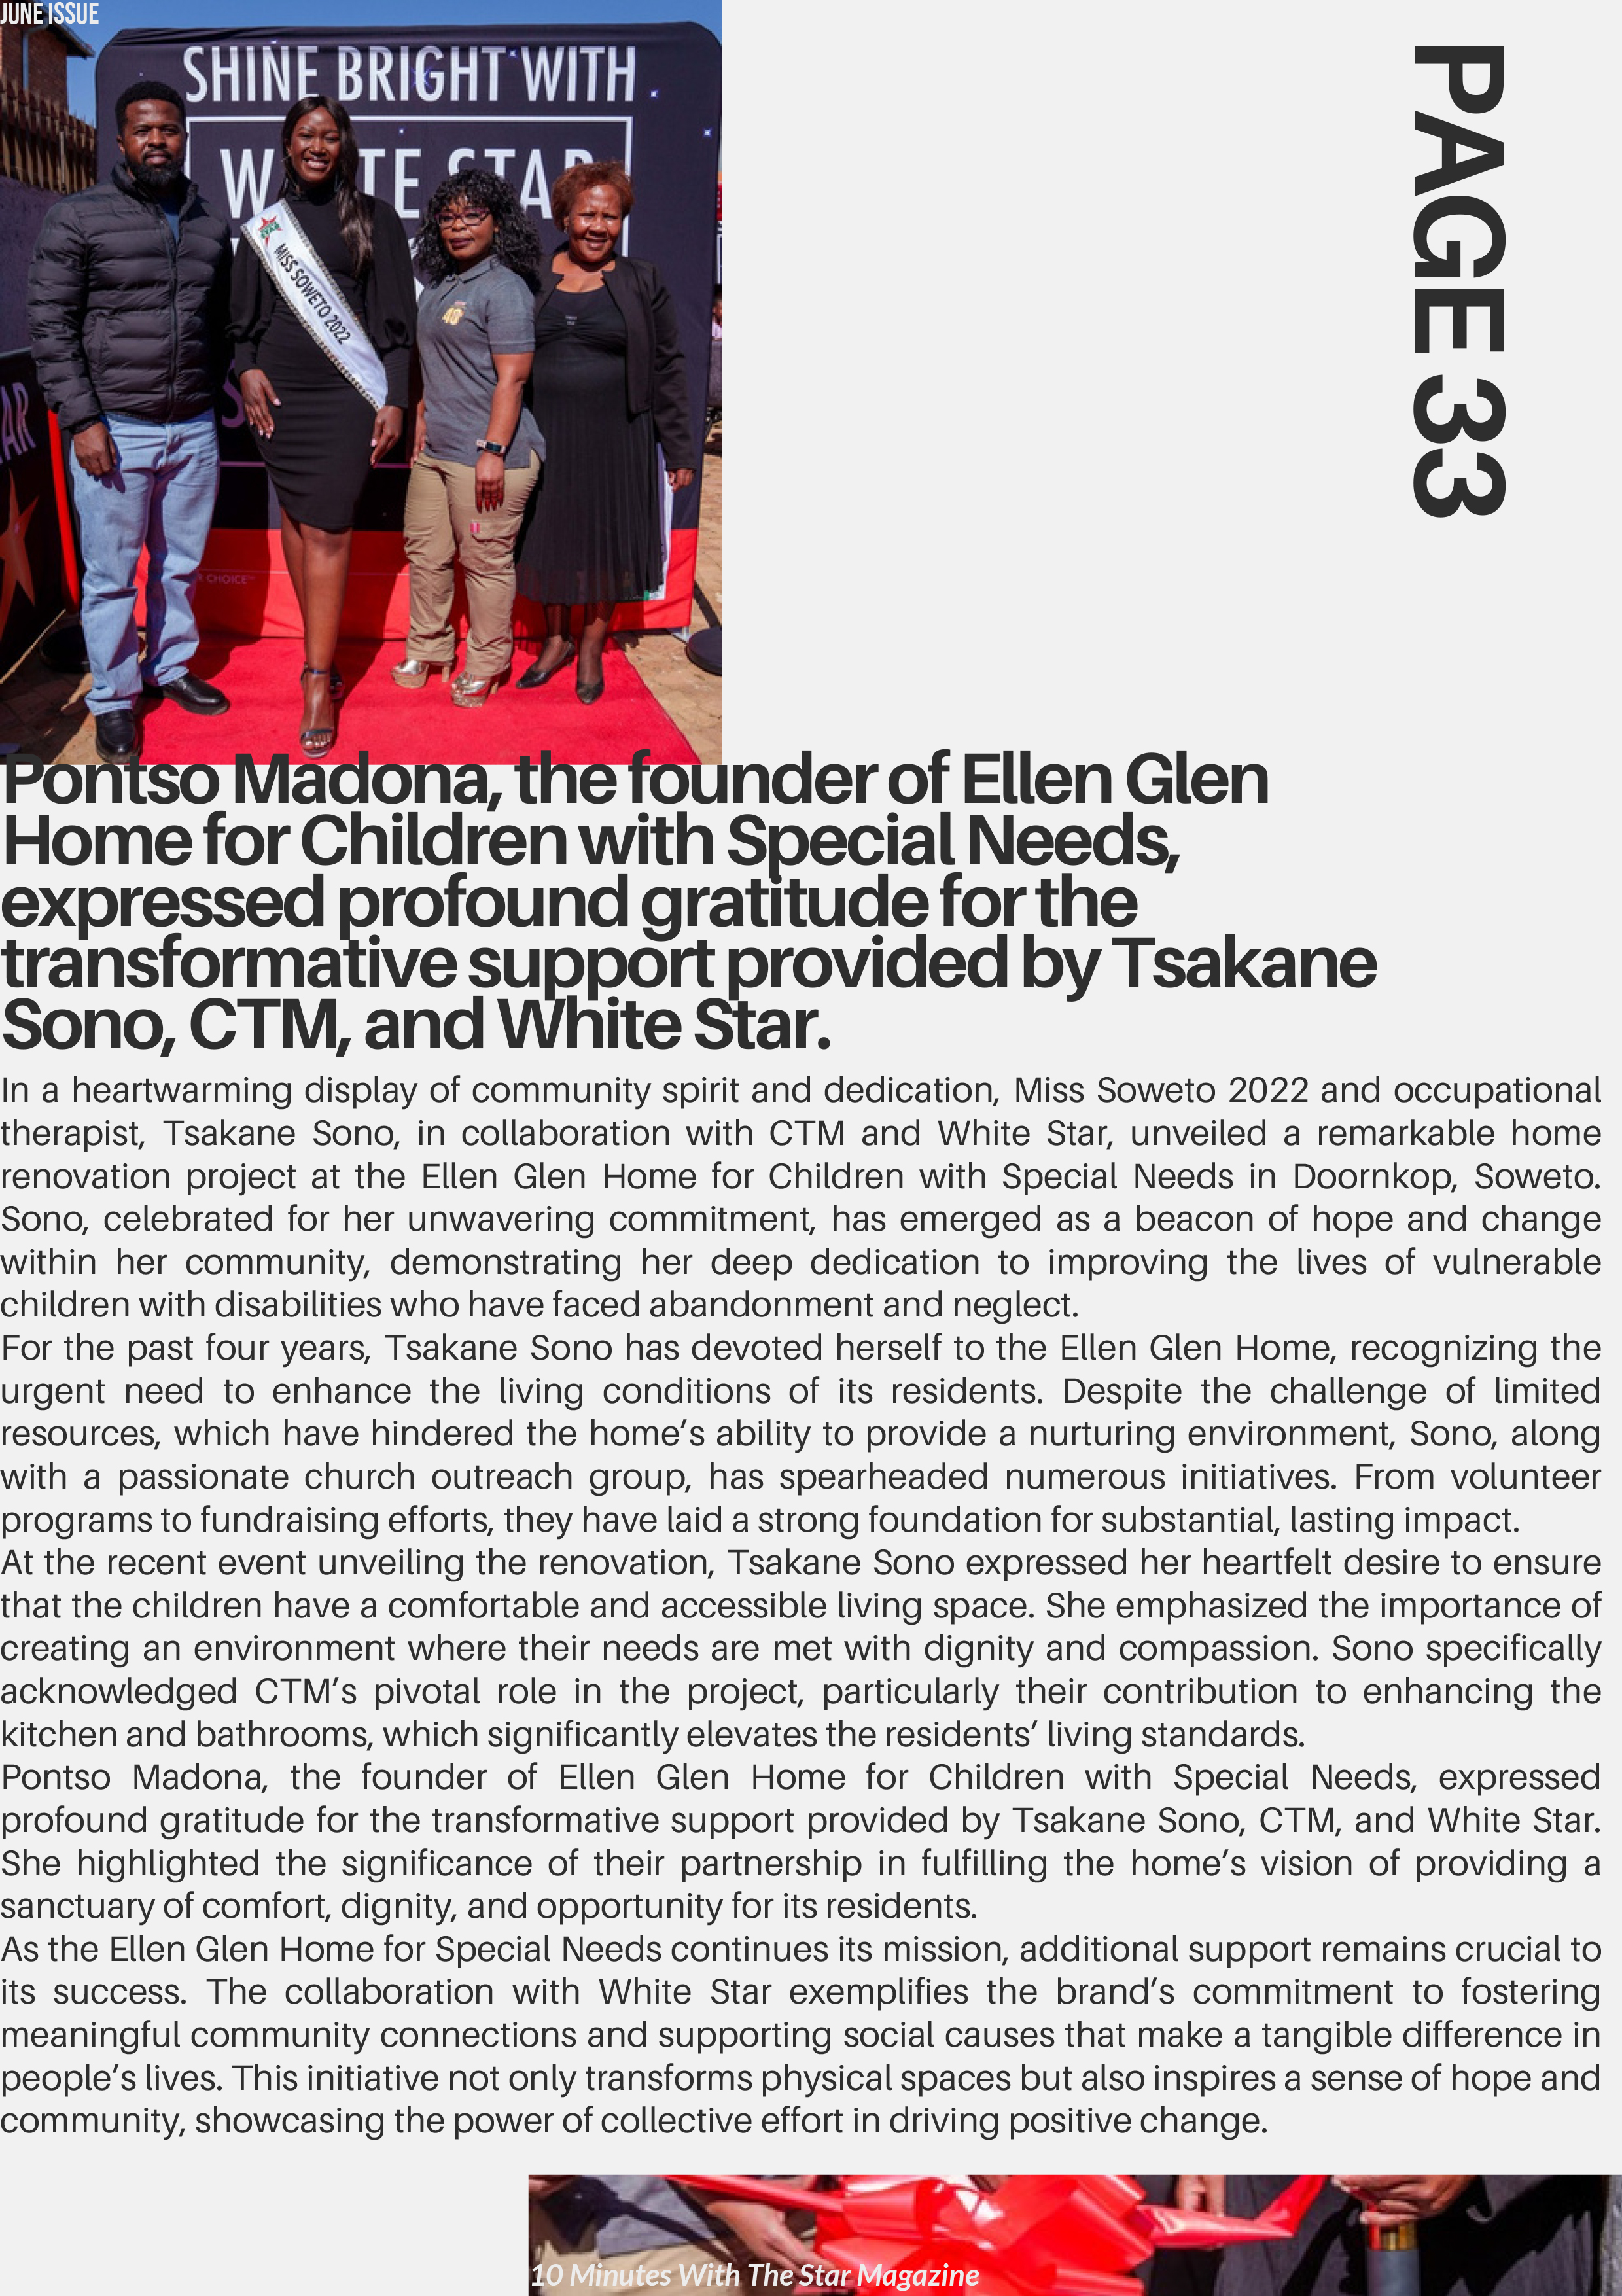 JUNE ISSUE
SHINE BRIGHT WITH
STAR
MISS SOWETO 2022
48
AR
R CHOICE™
PAGE 33
Pontso Madona, the founder of Ellen Glen
Home for Children with Special Needs,
expressed profound gratitude for the
transformative support provided by Tsakane
Sono, CTM, and White Star.
In a heartwarming display of community spirit and dedication, Miss Soweto 2022 and occupational
therapist, Tsakane Sono, in collaboration with CTM and White Star, unveiled a remarkable home
renovation project at the Ellen Glen Home for Children with Special Needs in Doornkop, Soweto.
Sono, celebrated for her unwavering commitment, has emerged as a beacon of hope and change
within her community, demonstrating her deep dedication to improving the lives of vulnerable
children with disabilities who have faced abandonment and neglect.
For the past four years, Tsakane Sono has devoted herself to the Ellen Glen Home, recognizing the
urgent need to enhance the living conditions of its residents. Despite the challenge of limited
resources, which have hindered the home’s ability to provide a nurturing environment, Sono, along
with a passionate church outreach group, has spearheaded numerous initiatives. From volunteer
programs to fundraising efforts, they have laid a strong foundation for substantial, lasting impact.
At the recent event unveiling the renovation, Tsakane Sono expressed her heartfelt desire to ensure
that the children have a comfortable and accessible living space. She emphasized the importance of
creating an environment where their needs are met with dignity and compassion. Sono specifically
acknowledged CTM’s pivotal role in the project, particularly their contribution to enhancing the
kitchen and bathrooms, which significantly elevates the residents’ living standards.
Pontso Madona, the founder of Ellen Glen Home for Children with Special Needs, expressed
profound gratitude for the transformative support provided by Tsakane Sono, CTM, and White Star.
She highlighted the significance of their partnership in fulfilling the home’s vision of providing a
sanctuary of comfort, dignity, and opportunity for its residents.
As the Ellen Glen Home for Special Needs continues its mission, additional support remains crucial to
its success. The collaboration with White Star exemplifies the brand’s commitment to fostering
meaningful community connections and supporting social causes that make a tangible difference in
people’s lives. This initiative not only transforms physical spaces but also inspires a sense of hope and
community, showcasing the power of collective effort in driving positive change.
10 Minutes With The Star Magazine